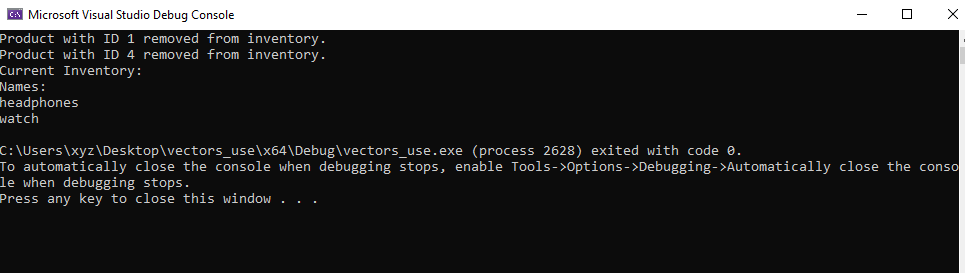 Microsoft Visual Studio Debug Console
Product with ID 1 removed from inventory.
Product with ID 4 removed from inventory.
Current Inventory:
Names:
headphones
watch
C:\Users\xyz\Desktop\vectors_use\x64\Debug\vectors_use.exe (process 2628) exited with code 0.
To automatically close the console when debugging stops, enable Tools->Options->Debugging->Automatically close the conso
le when debugging stops.
Press any key to close this window . . .